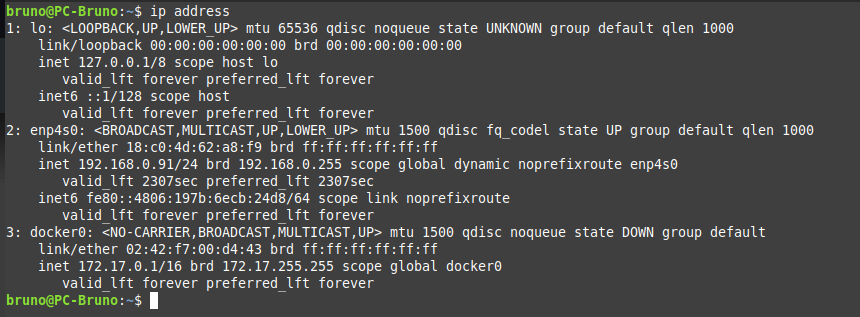 bruno@PC-Bruno:~$ ip address
1: lo: <LOOPBACK,UP,LOWER_UP> mtu 65536 qdisc noqueue state UNKNOWN group default qlen 1000
    link/loopback 00:00:00:00:00:00 brd 00:00:00:00:00:00
    inet 127.0.0.1/8 scope host lo
       valid_lft forever preferred_lft forever
    inet6 ::1/128 scope host
       valid_lft forever preferred_lft forever
2: enp4s0: <BROADCAST,MULTICAST,UP,LOWER_UP> mtu 1500 qdisc fq_codel state UP group default qlen 1000
    link/ether 18:c0:4d:62:a8:f9 brd ff:ff:ff:ff:ff:ff
    inet 192.168.0.91/24 brd 192.168.0.255 scope global dynamic noprefixroute enp4s0
       valid_lft 2307sec preferred_lft 2307sec
    inet6 fe80::4806:197b:6ecb:24d8/64 scope link noprefixroute
       valid_lft forever preferred_lft forever
3: docker0: <NO-CARRIER,BROADCAST,MULTICAST,UP> mtu 1500 qdisc noqueue state DOWN group default
    link/ether 02:42:f7:00:d4:43 brd ff:ff:ff:ff:ff:ff
    inet 172.17.0.1/16 brd 172.17.255.255 scope global docker0
       valid_lft forever preferred_lft forever
bruno@PC-Bruno:~$